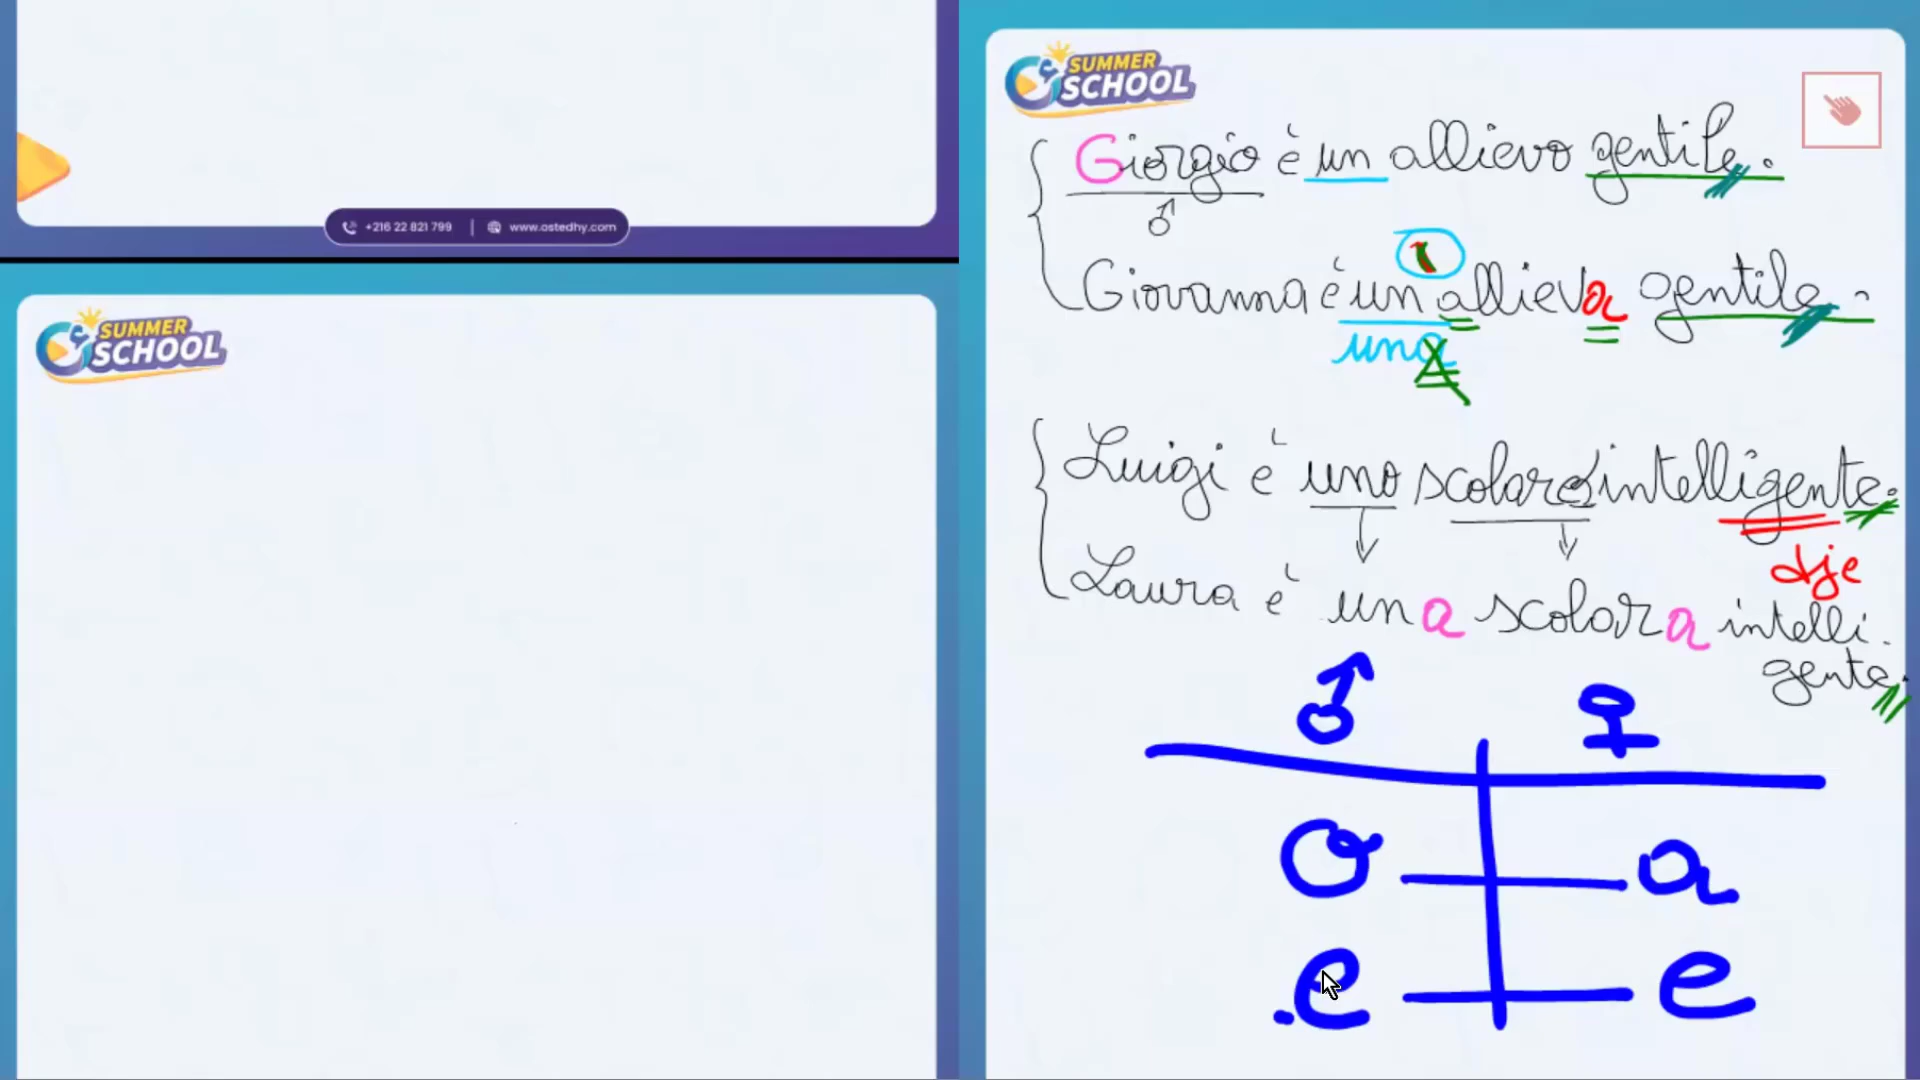 +216 22 821 799 | www.ostedhy.com
SUMMER
SCHOOL
SUMMER
SCHOOL
Giorgio è un allievo gentile.
♂
Giovanna è un' allieva gentile.
una
Luigi è uno scolare intelligente.
dje
Laura è una scolara intelli-
gente.
♂ ♀
o a
e e